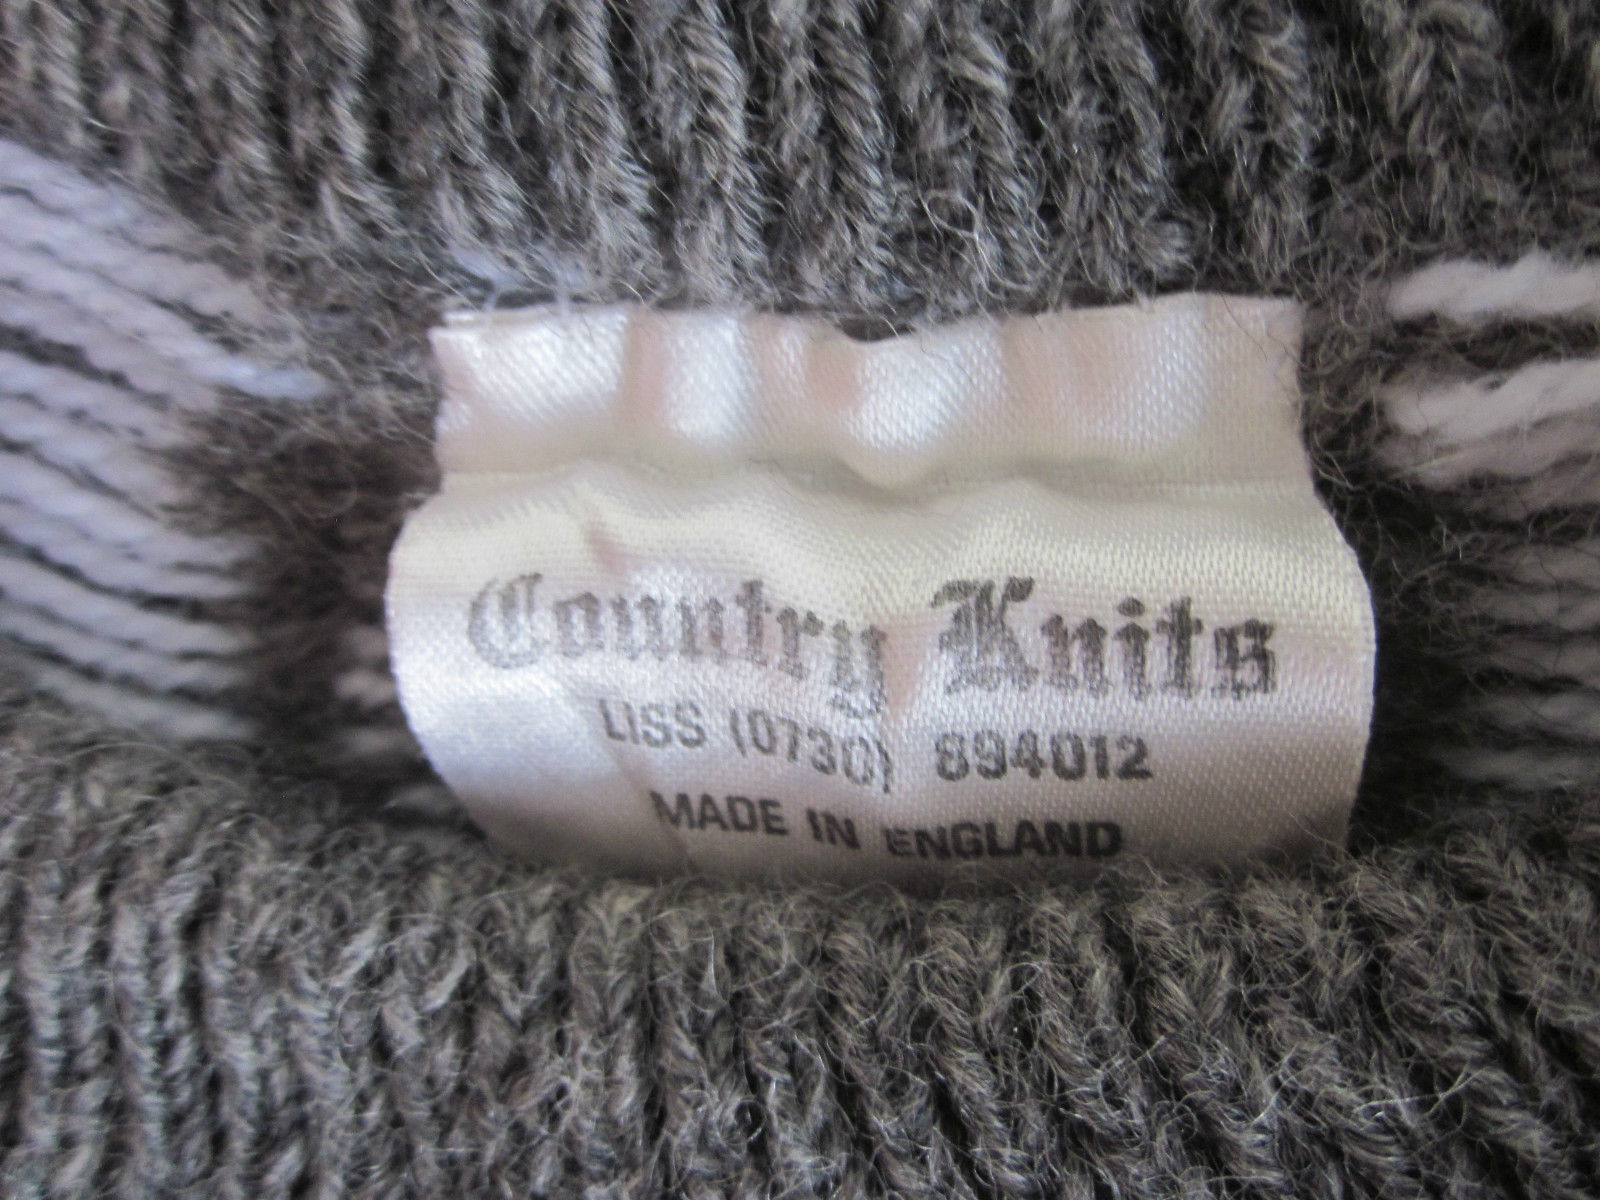 Country Knits
LISS (0730) 894012
MADE IN ENGLAND